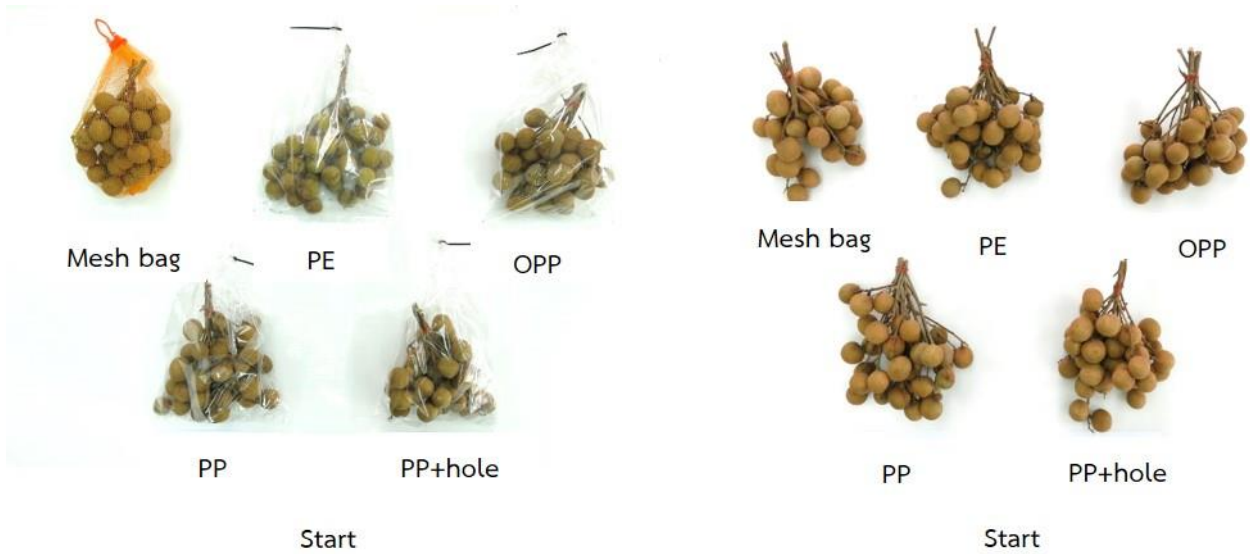 Mesh bag
PE
OPP
PP
PP+hole
Start
Mesh bag
PE
OPP
PP
PP+hole
Start